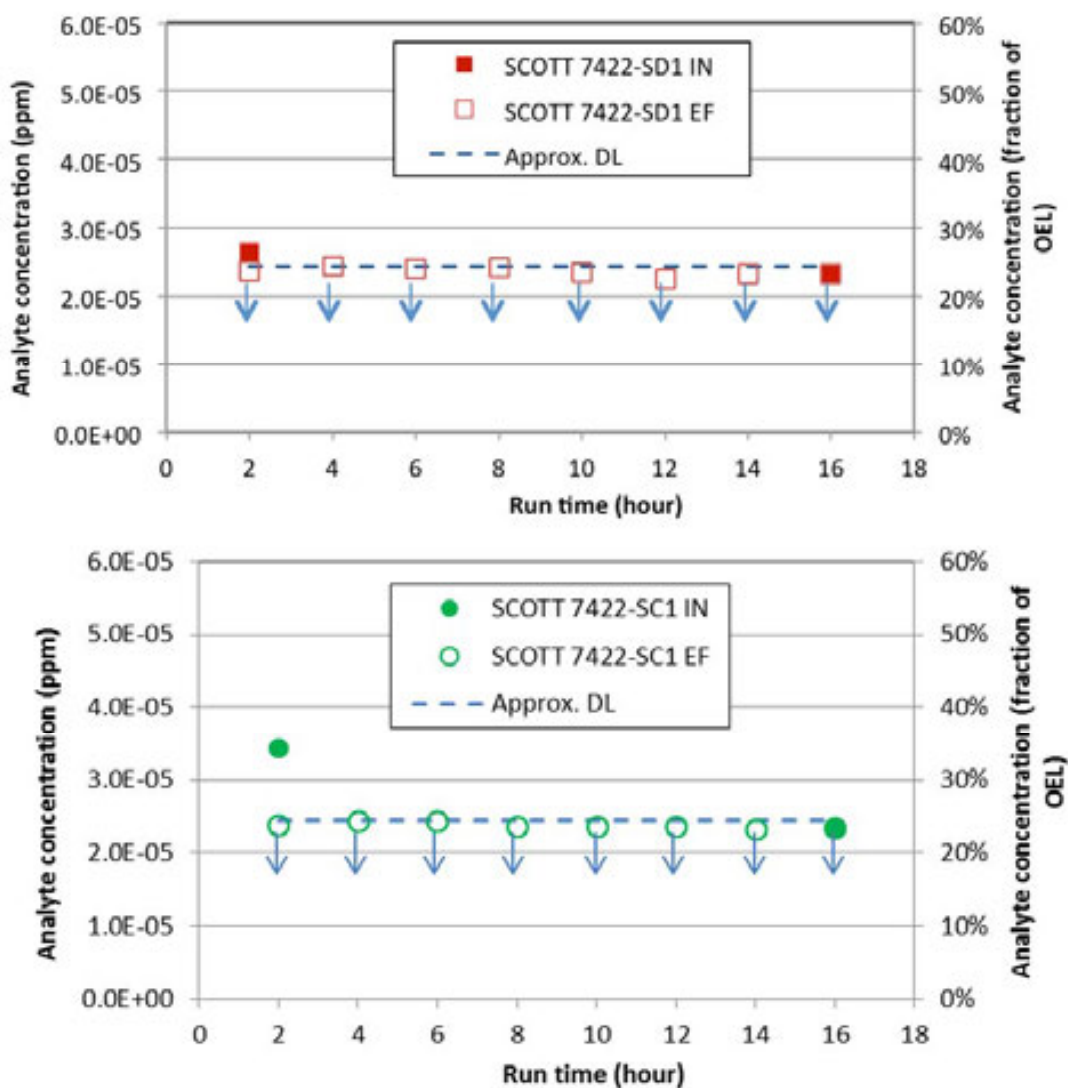 6.0E-05
5.0E-05
4.0E-05
3.0E-05
2.0E-05
1.0E-05
0.0E+00
Analyte concentration (ppm)
SCOTT 7422-SD1 IN
SCOTT 7422-SD1 EF
Approx. DL
60%
50%
40%
30%
20%
10%
0%
Analyte concentration (fraction of
OEL)
0 2 4 6 8 10 12 14 16 18
Run time (hour)
6.0E-05
5.0E-05
4.0E-05
3.0E-05
2.0E-05
1.0E-05
0.0E+00
Analyte concentration (ppm)
SCOTT 7422-SC1 IN
SCOTT 7422-SC1 EF
Approx. DL
60%
50%
40%
30%
20%
10%
0%
Analyte concentration (fraction of
OEL)
0 2 4 6 8 10 12 14 16 18
Run time (hour)